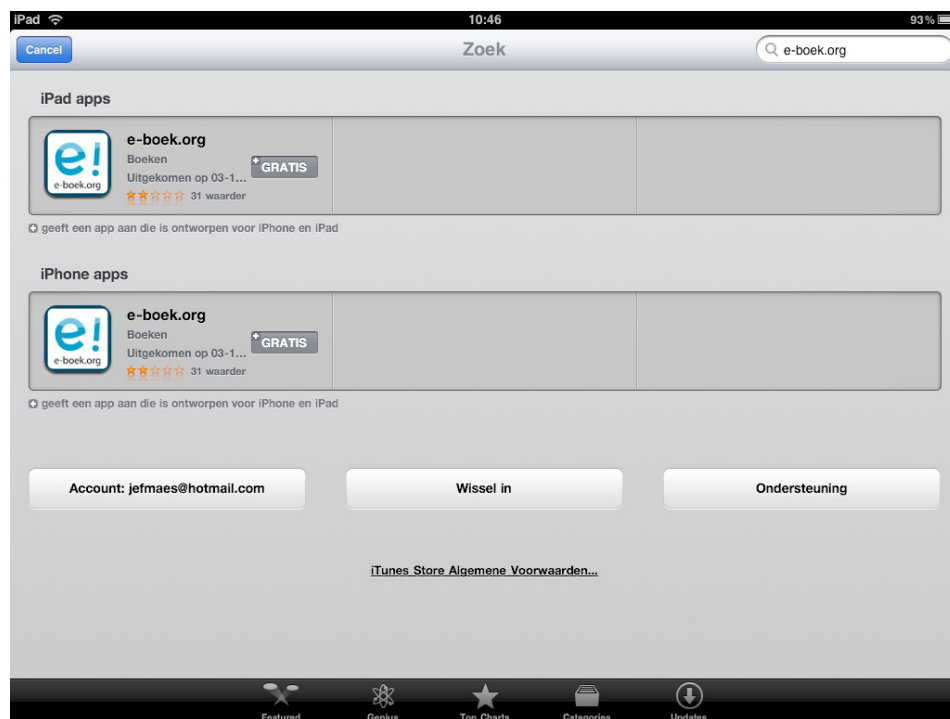 iPad 10:46 93%
Cancel Zoek e-boek.org
iPad apps
e-boek.org
Boeken
Uitgekomen op 03-1...
31 waarder
GRATIS
e!
e-boek.org
geeft een app aan die is ontworpen voor iPhone en iPad
iPhone apps
e-boek.org
Boeken
Uitgekomen op 03-1...
31 waarder
GRATIS
e!
e-boek.org
geeft een app aan die is ontworpen voor iPhone en iPad
Account: jefmaes@hotmail.com Wissel in Ondersteuning
iTunes Store Algemene Voorwaarden...
Featured Genius Top Charts Categories Updates